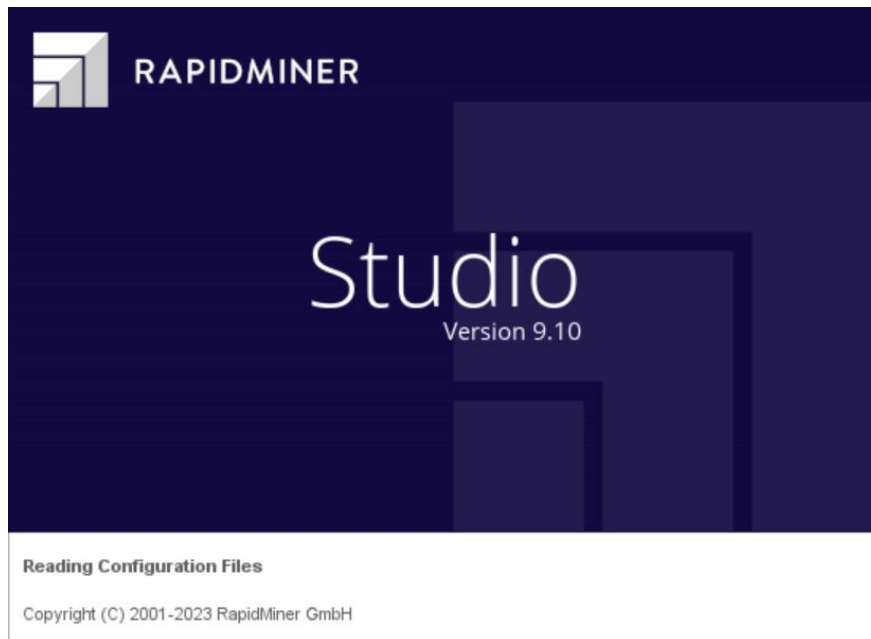 RAPIDMINER
Studio
Version 9.10
Reading Configuration Files
Copyright (C) 2001-2023 RapidMiner GmbH